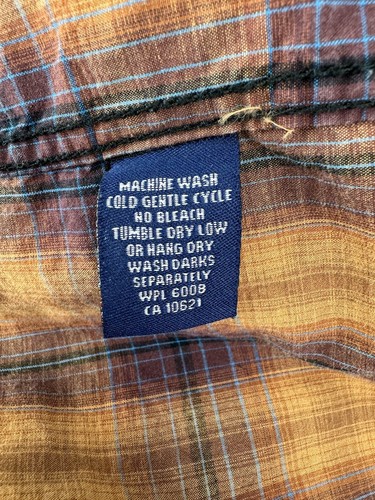 MACHINE WASH
COLD GENTLE CYCLE
NO BLEACH
TUMBLE DRY LOW
OR HANG DRY
WASH DARKS
SEPARATELY
WPL 6009
CA 10621